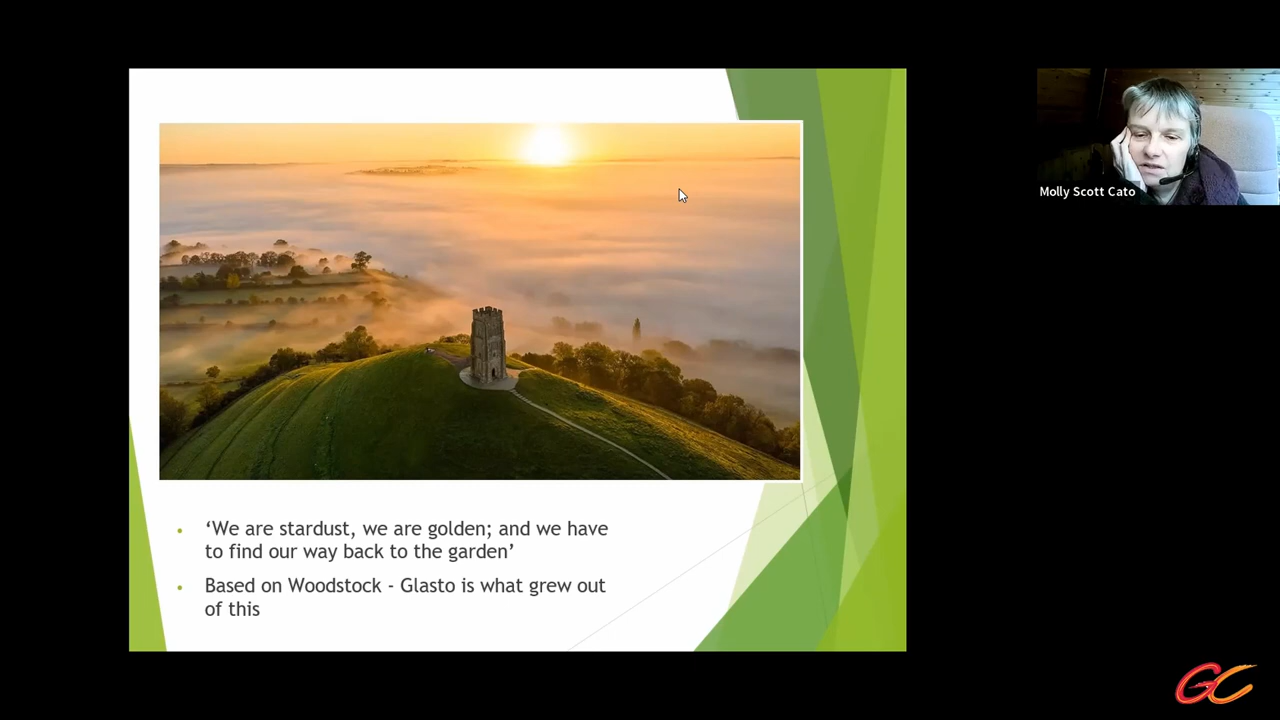 ‘We are stardust, we are golden; and we have
to find our way back to the garden’
Based on Woodstock - Glasto is what grew out
of this
Molly Scott Cato
GC